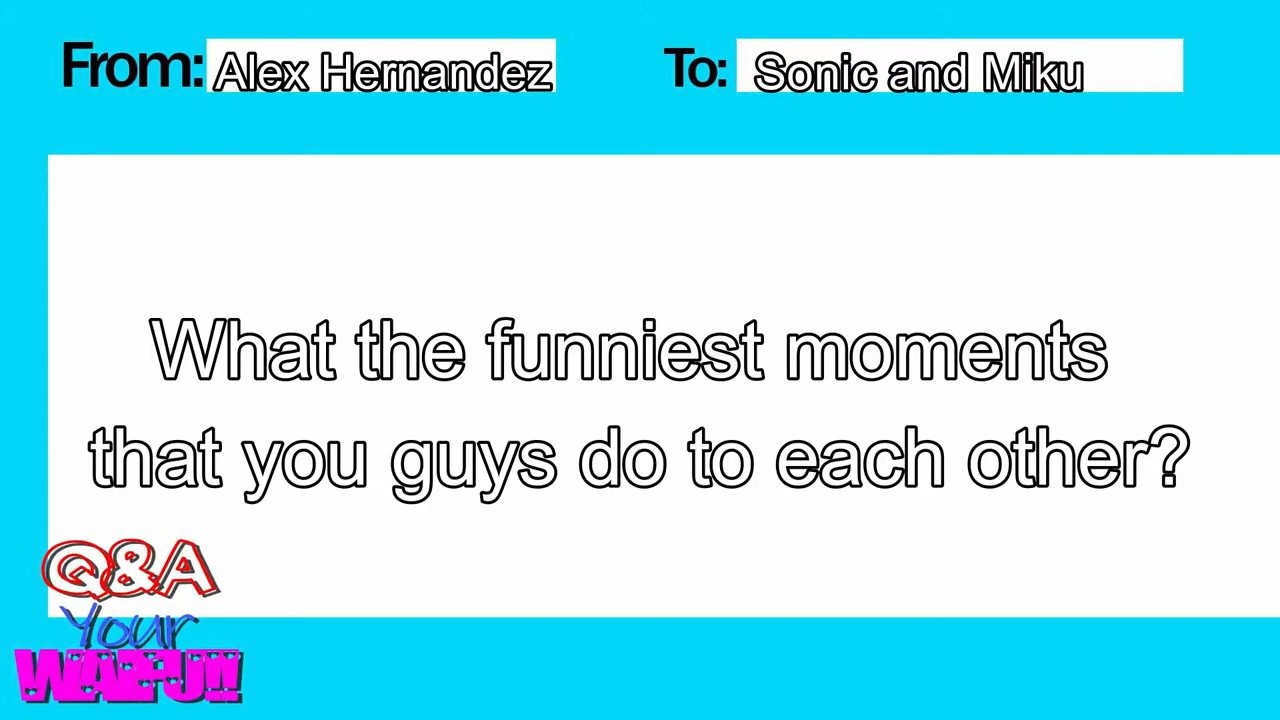 From: Alex Hernandez To: Sonic and Miku
What the funniest moments
that you guys do to each other?
Q&A
Your
WAIFU!!